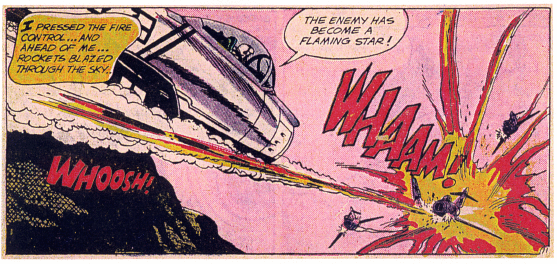 I PRESSED THE FIRE
CONTROL...AND
AHEAD OF ME...
ROCKETS BLAZED
THROUGH THE SKY.
THE ENEMY HAS
BECOME A
FLAMING STAR!
WHOOSH!
WHAAM!